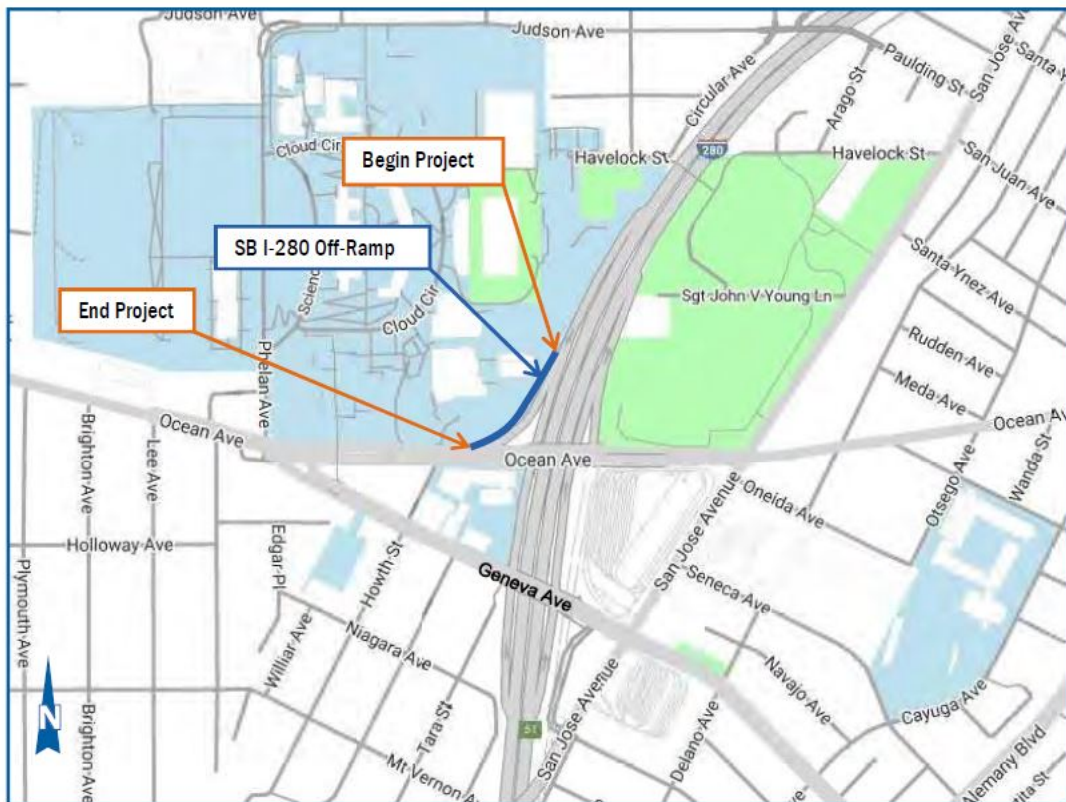 Judson Ave
Judson Ave
San Jose Ave
Santa Y
Paulding St
Circular Ave
Arago St
280
Cloud Cir
Begin Project
Havelock St
Havelock St
San Juan Ave
SB I-280 Off-Ramp
Santa Ynez Ave
Scienc
End Project
Cloud Cir
Sgt John V Young Ln
Phelan Ave
Rudden Ave
Meda Ave
Ocean Ave
Ocean Av
Brighton Ave
Lee Ave
Ocean Ave
Otsego Ave
Wanda St
Oneida Ave
San Jose Avenue
Holloway Ave
Edgar Pl
Howth St
Plymouth Ave
Geneva Ave
Seneca Ave
Niagara Ave
Williar Ave
Navajo Ave
N
Brighton Ave
Tara St
San Jose Avenue
Delano Ave
Cayuga Ave
Mt Vernon Av
Alemany Blvd